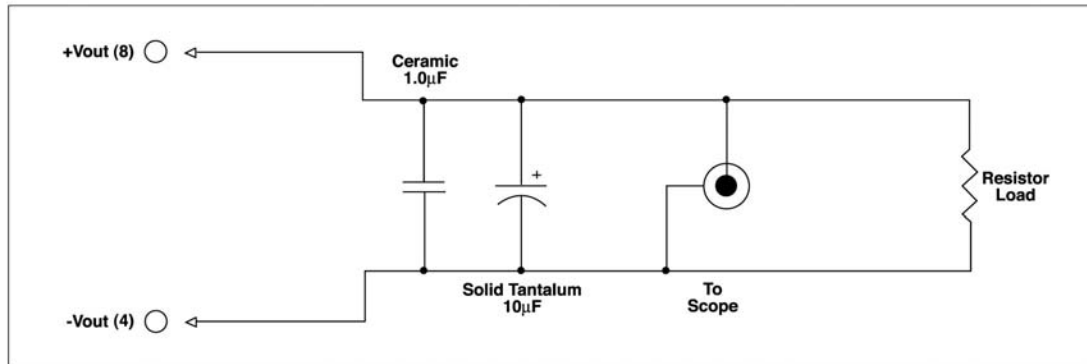 +Vout (8)
Ceramic
1.0µF
+
Resistor
Load
Solid Tantalum
10µF
To
Scope
-Vout (4)